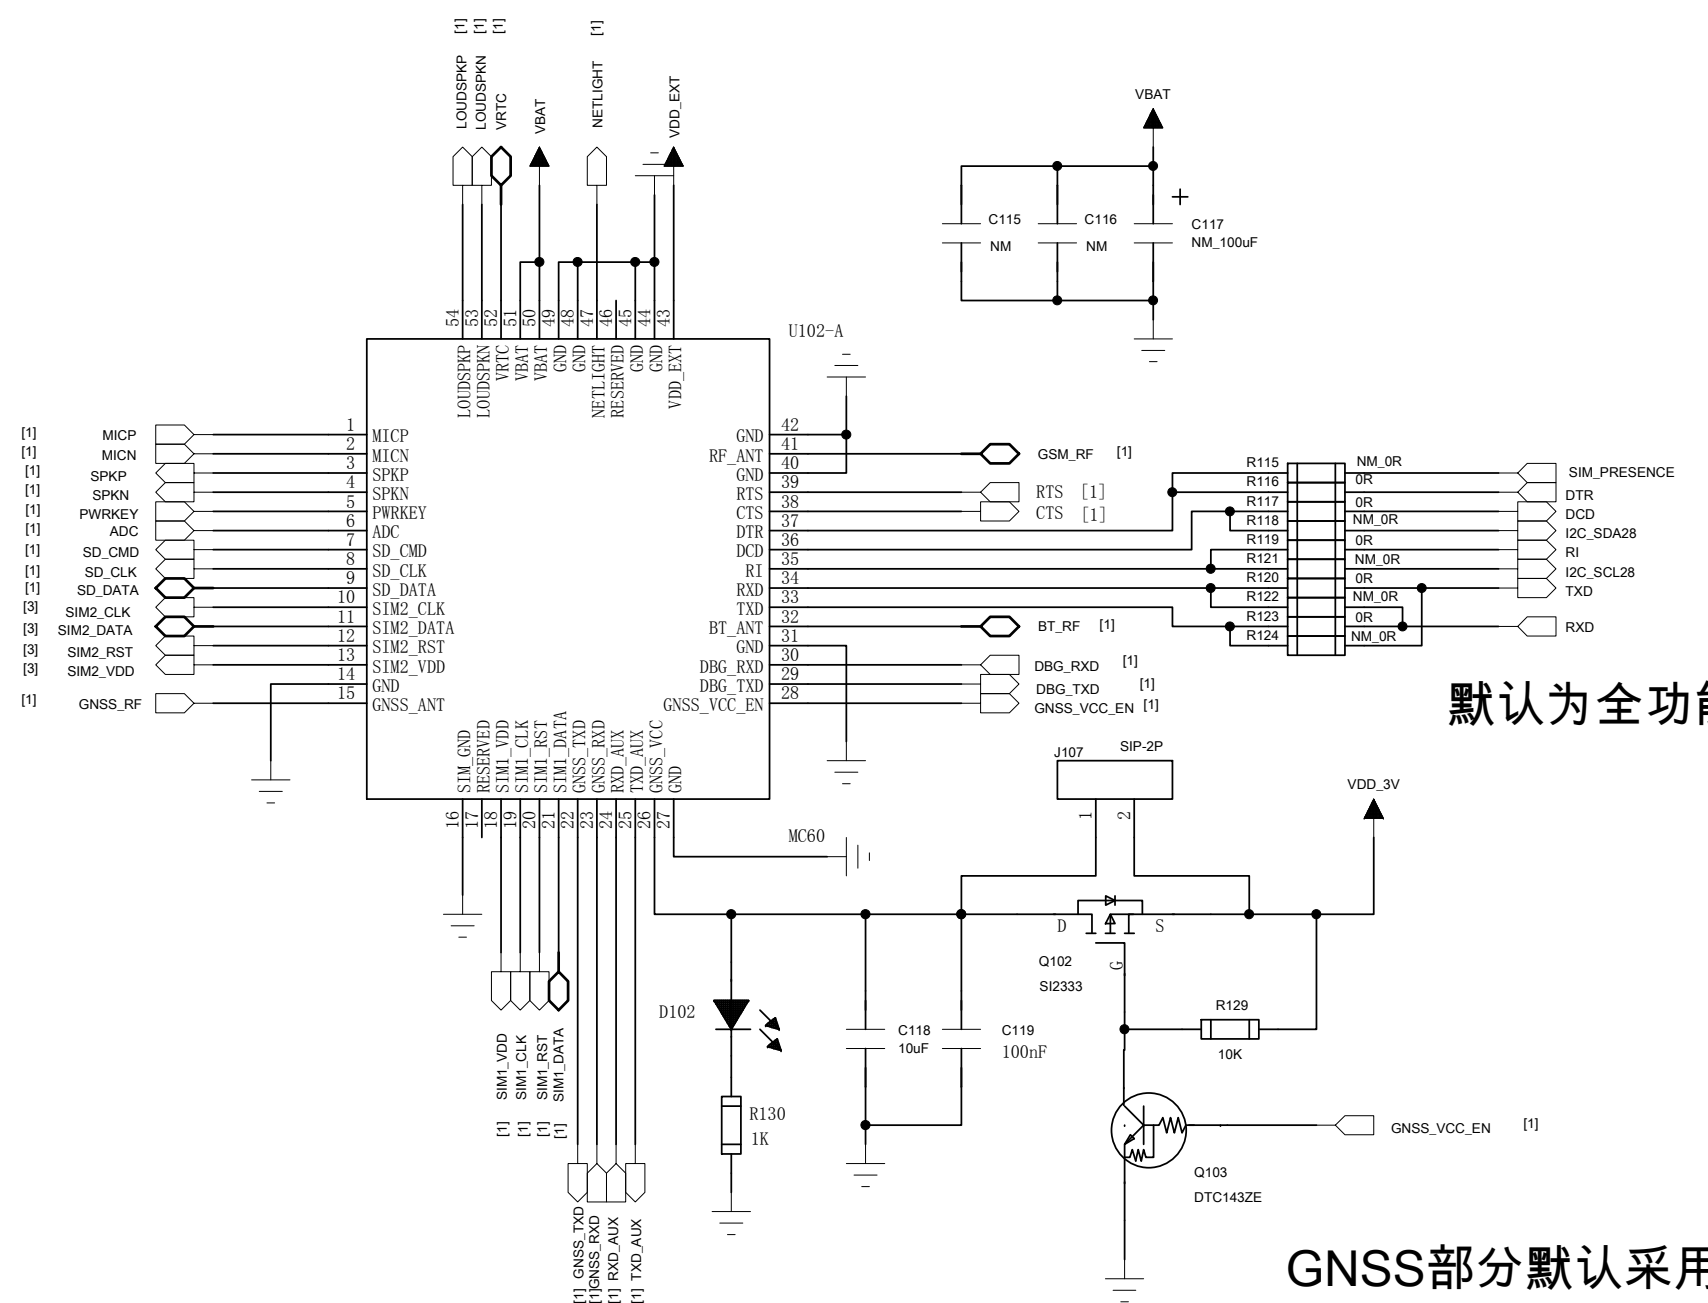 [1] [1] [1] [1]
LOUDSPKP
LOUDSPKN
VRTC
VBAT
NETLIGHT
VDD_EXT
VBAT
C115
NM
C116
NM
+
C117
NM_100uF
54 53 52 51 50 49 48 47 46 45 44 43
U102-A
LOUDSPKP
LOUDSPKN
VRTC
VBAT
VBAT
GND
GND
NETLIGHT
RESERVED
GND
GND
VDD_EXT
[1] MICP 1 MICP
[1] MICN 2 MICN
[1] SPKP 3 SPKP
[1] SPKN 4 SPKN
[1] PWRKEY 5 PWRKEY
[1] ADC 6 ADC
[1] SD_CMD 7 SD_CMD
[1] SD_CLK 8 SD_CLK
[1] SD_DATA 9 SD_DATA
[3] SIM2_CLK 10 SIM2_CLK
[3] SIM2_DATA 11 SIM2_DATA
[3] SIM2_RST 12 SIM2_RST
[3] SIM2_VDD 13 SIM2_VDD
14 GND
[1] GNSS_RF 15 GNSS_ANT
GND 42
RF_ANT 41 GSM_RF [1]
GND 40
RTS 39 RTS [1]
CTS 38 CTS [1]
DTR 37
DCD 36
RI 35
RXD 34
TXD 33
BT_ANT 32 BT_RF [1]
GND 31
DBG_RXD 30 DBG_RXD [1]
DBG_TXD 29 DBG_TXD [1]
GNSS_VCC_EN 28 GNSS_VCC_EN [1]
R115 NM_0R SIM_PRESENCE
R116 0R DTR
R117 0R DCD
R118 NM_0R I2C_SDA28
R119 0R RI
R121 NM_0R I2C_SCL28
R120 0R TXD
R122 NM_0R
R123 0R RXD
R124 NM_0R
默认为全功
SIM_GND
RESERVED
SIM1_VDD
SIM1_CLK
SIM1_RST
SIM1_DATA
GNSS_TXD
GNSS_RXD
RXD_AUX
TXD_AUX
GNSS_VCC
GND
16 17 18 19 20 21 22 23 24 25 26 27
MC60
J107
SIP-2P
1 2
VDD_3V
D S
G
Q102
SI2333
D102
C118
10uF
C119
100nF
R129
10K
R130
1K
GNSS_VCC_EN [1]
Q103
DTC143ZE
SIM1_VDD [1]
SIM1_CLK [1]
SIM1_RST [1]
SIM1_DATA [1]
[1] GNSS_TXD
[1]GNSS_RXD
[1] RXD_AUX
[1] TXD_AUX
GNSS部分默认采用